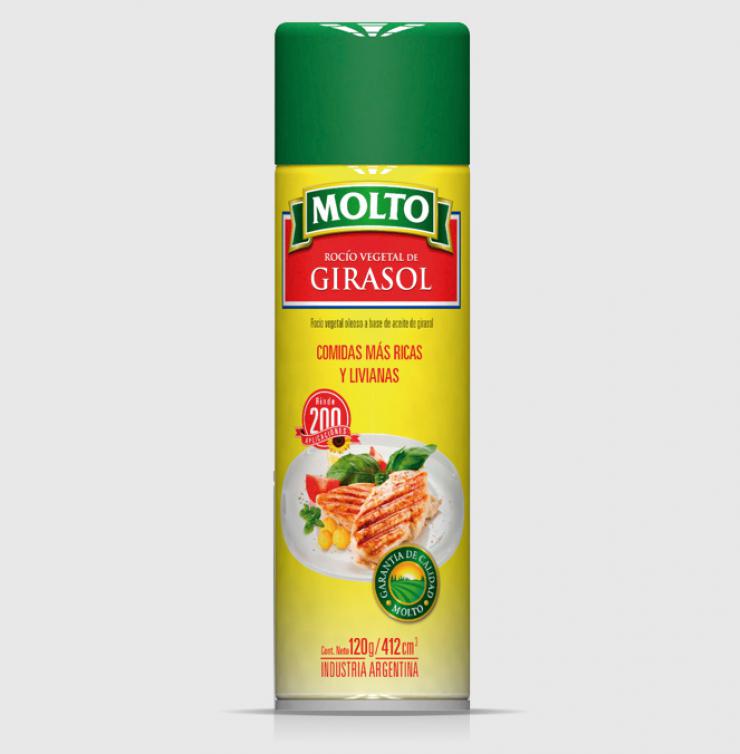 MOLTO
ROCÍO VEGETAL DE
GIRASOL
Rocío vegetal oleoso a base de aceite de girasol
COMIDAS MÁS RICAS
Y LIVIANAS
Rinde
200
APLICACIONES
GARANTIA DE CALIDAD
MOLTO
Cont. Neto 120g/412cm³
INDUSTRIA ARGENTINA